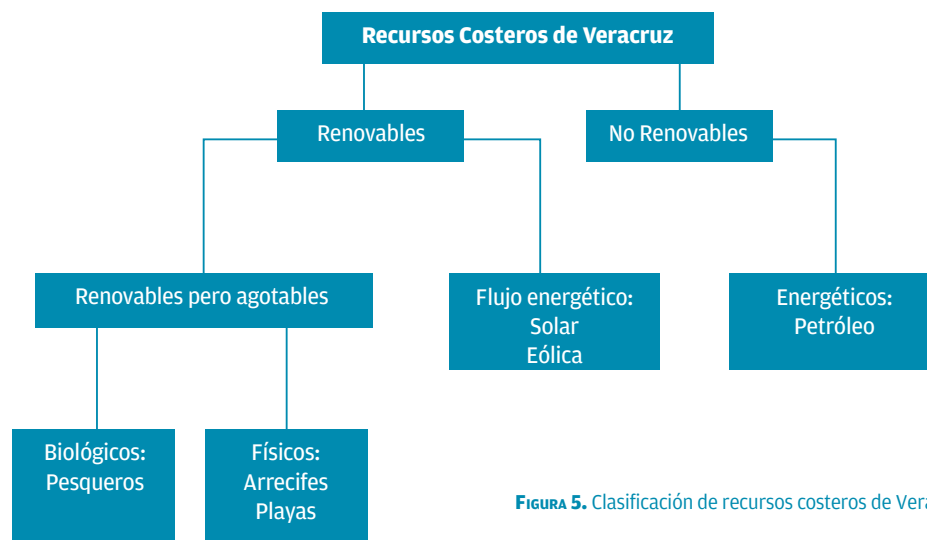 Recursos Costeros de Veracruz
Renovables
No Renovables
Renovables pero agotables
Flujo energético:
Solar
Eólica
Energéticos:
Petróleo
Biológicos:
Pesqueros
Físicos:
Arrecifes
Playas
FIGURA 5. Clasificación de recursos costeros de Vera